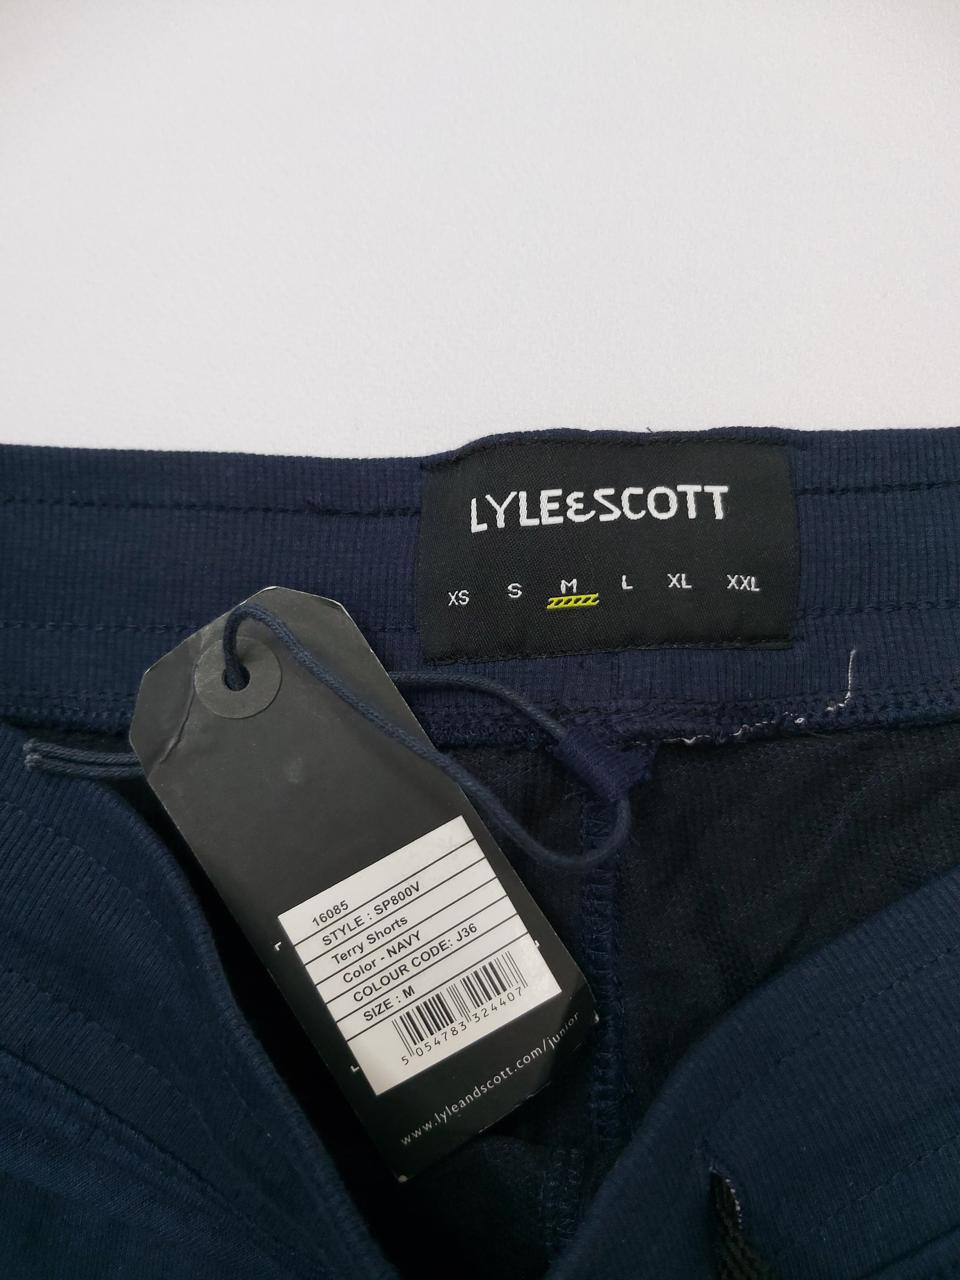 LYLE&SCOTT
XS S M L XL XXL
16085
STYLE : SP800V
Terry Shorts
Color - NAVY
COLOUR CODE: J36
SIZE : M
5 054783 324407
www.lyleandscott.com/junior